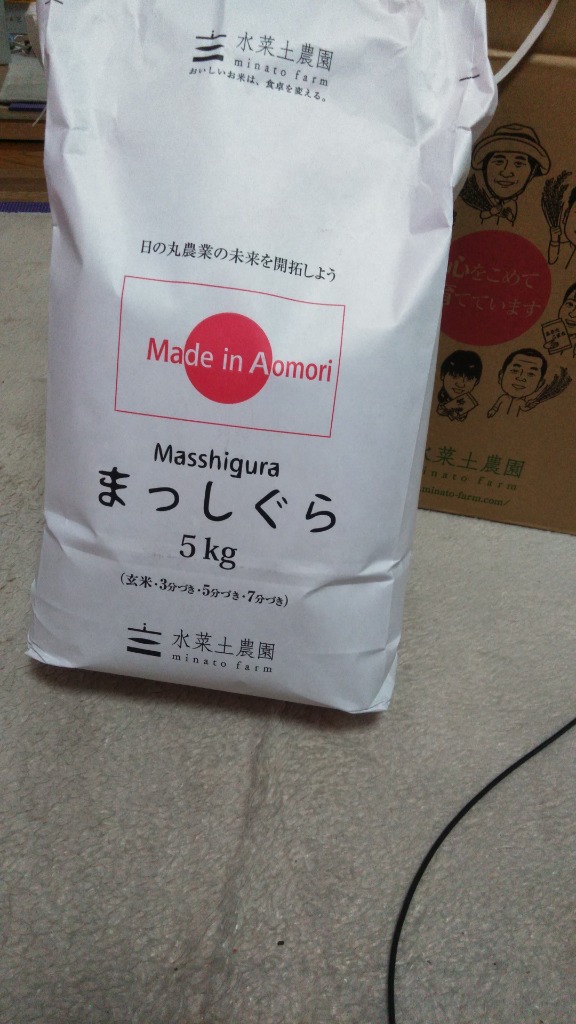 水菜土農園
minato farm
おいしいお米は、食卓を変える。
日の丸農業の未来を開拓しよう
Made in Aomori
Masshigura
まっしぐら
5kg
(玄米・3分づき・5分づき・7分づき)
水菜土農園
minato farm
心をこめて
育てています
水菜土農園
minato farm
minato-farm.com/